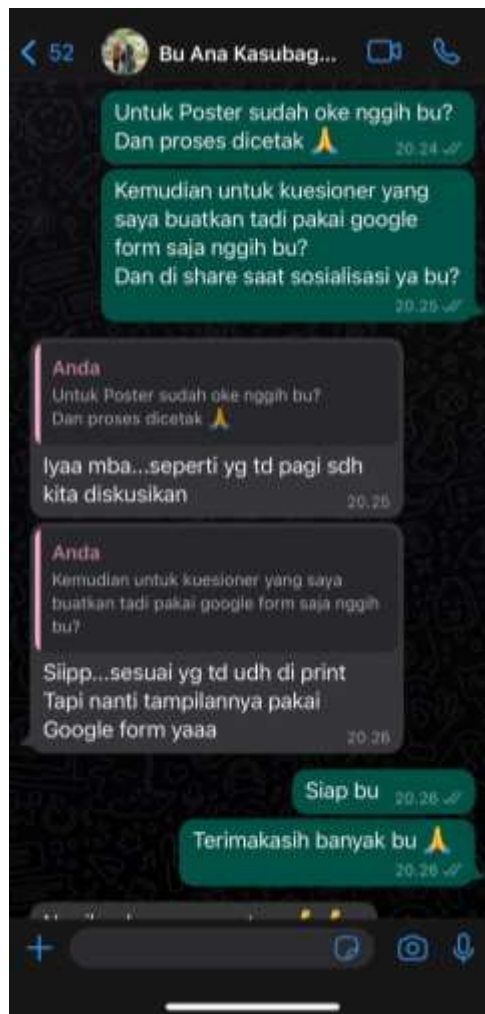 52
Bu Ana Kasubag...
Untuk Poster sudah oke nggih bu?
Dan proses dicetak 🙏
20.24
Kemudian untuk kuesioner yang
saya buatkan tadi pakai google
form saja nggih bu?
Dan di share saat sosialisasi ya bu?
20.25
Anda
Untuk Poster sudah oke nggih bu?
Dan proses dicetak 🙏
Iyaa mba...seperti yg td pagi sdh
kita diskusikan
20.25
Anda
Kemudian untuk kuesioner yang saya
buatkan tadi pakai google form saja nggih
bu?
Siipp...sesuai yg td udh di print
Tapi nanti tampilannya pakai
Google form yaaa
20.26
Siap bu
20.26
Terimakasih banyak bu 🙏
20.26